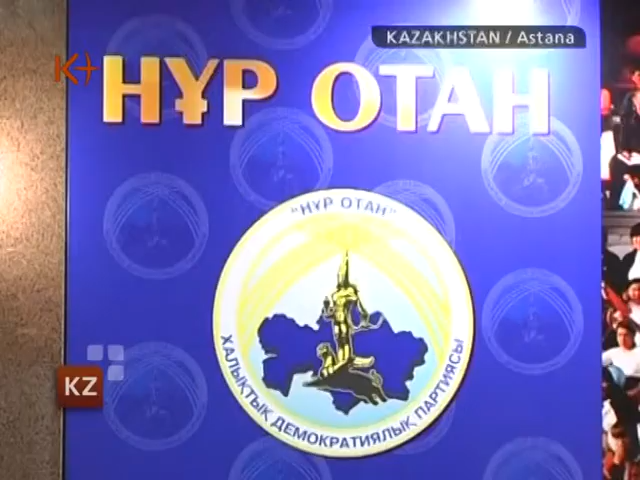 KAZAKHSTAN / Astana
K+
НҰР ОТАН
"НҰР ОТАН"
ХАЛЫҚТЫҚ ДЕМОКРАТИЯЛЫҚ ПАРТИЯСЫ
KZ